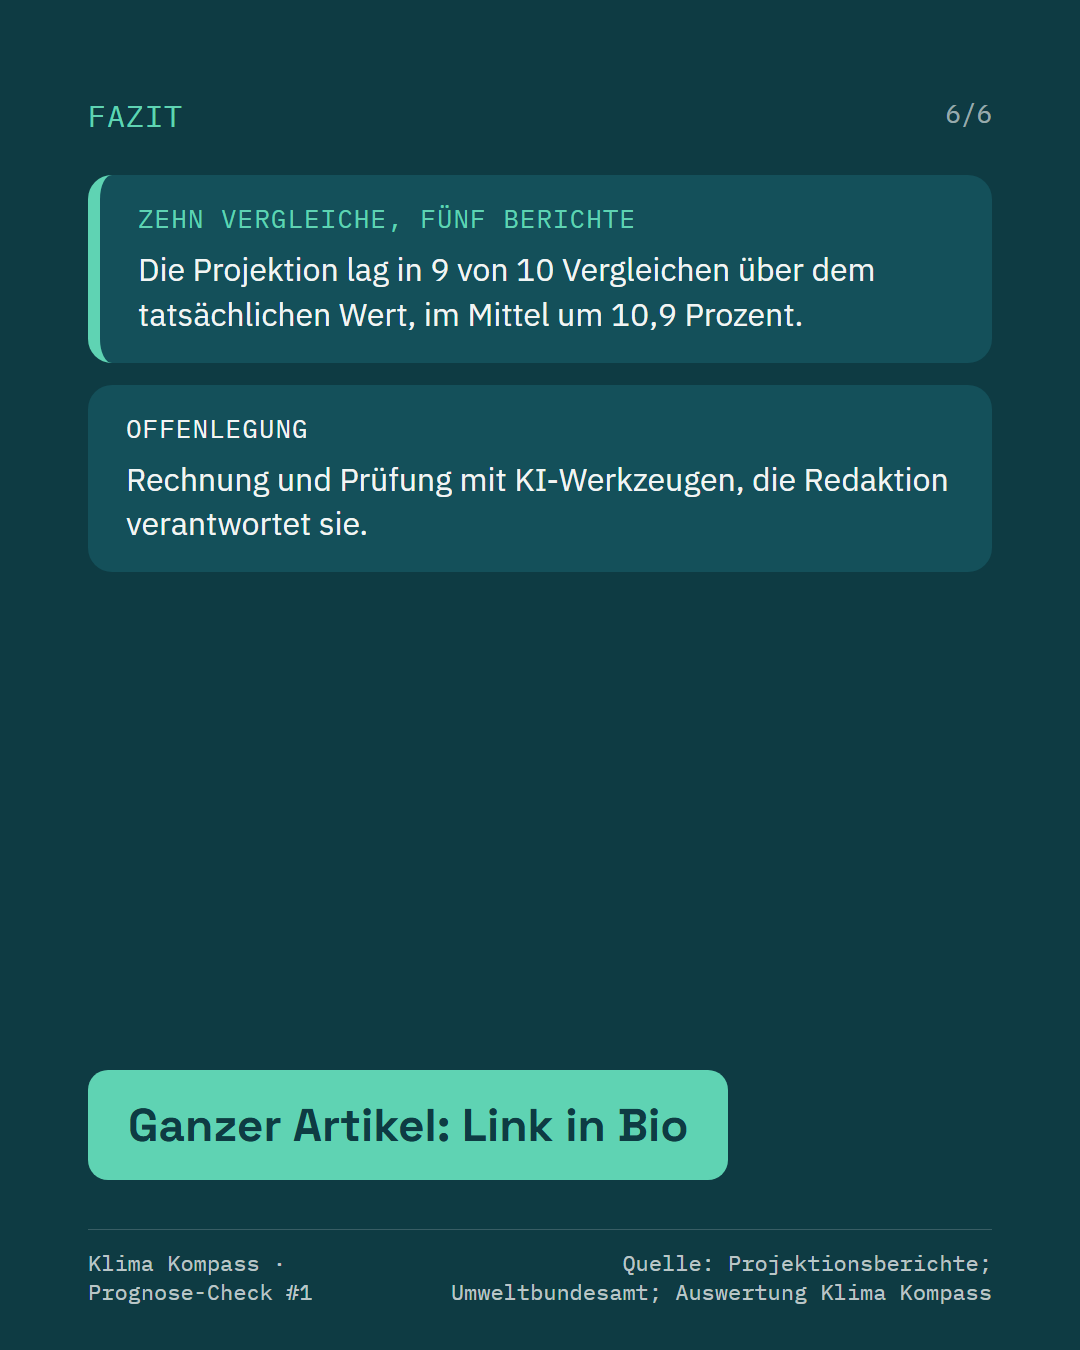 FAZIT
6/6
ZEHN VERGLEICHE, FÜNF BERICHTE
Die Projektion lag in 9 von 10 Vergleichen über dem
tatsächlichen Wert, im Mittel um 10,9 Prozent.
OFFENLEGUNG
Rechnung und Prüfung mit KI-Werkzeugen, die Redaktion
verantwortet sie.
Ganzer Artikel: Link in Bio
Klima Kompass ·
Prognose-Check #1
Quelle: Projektionsberichte;
Umweltbundesamt; Auswertung Klima Kompass